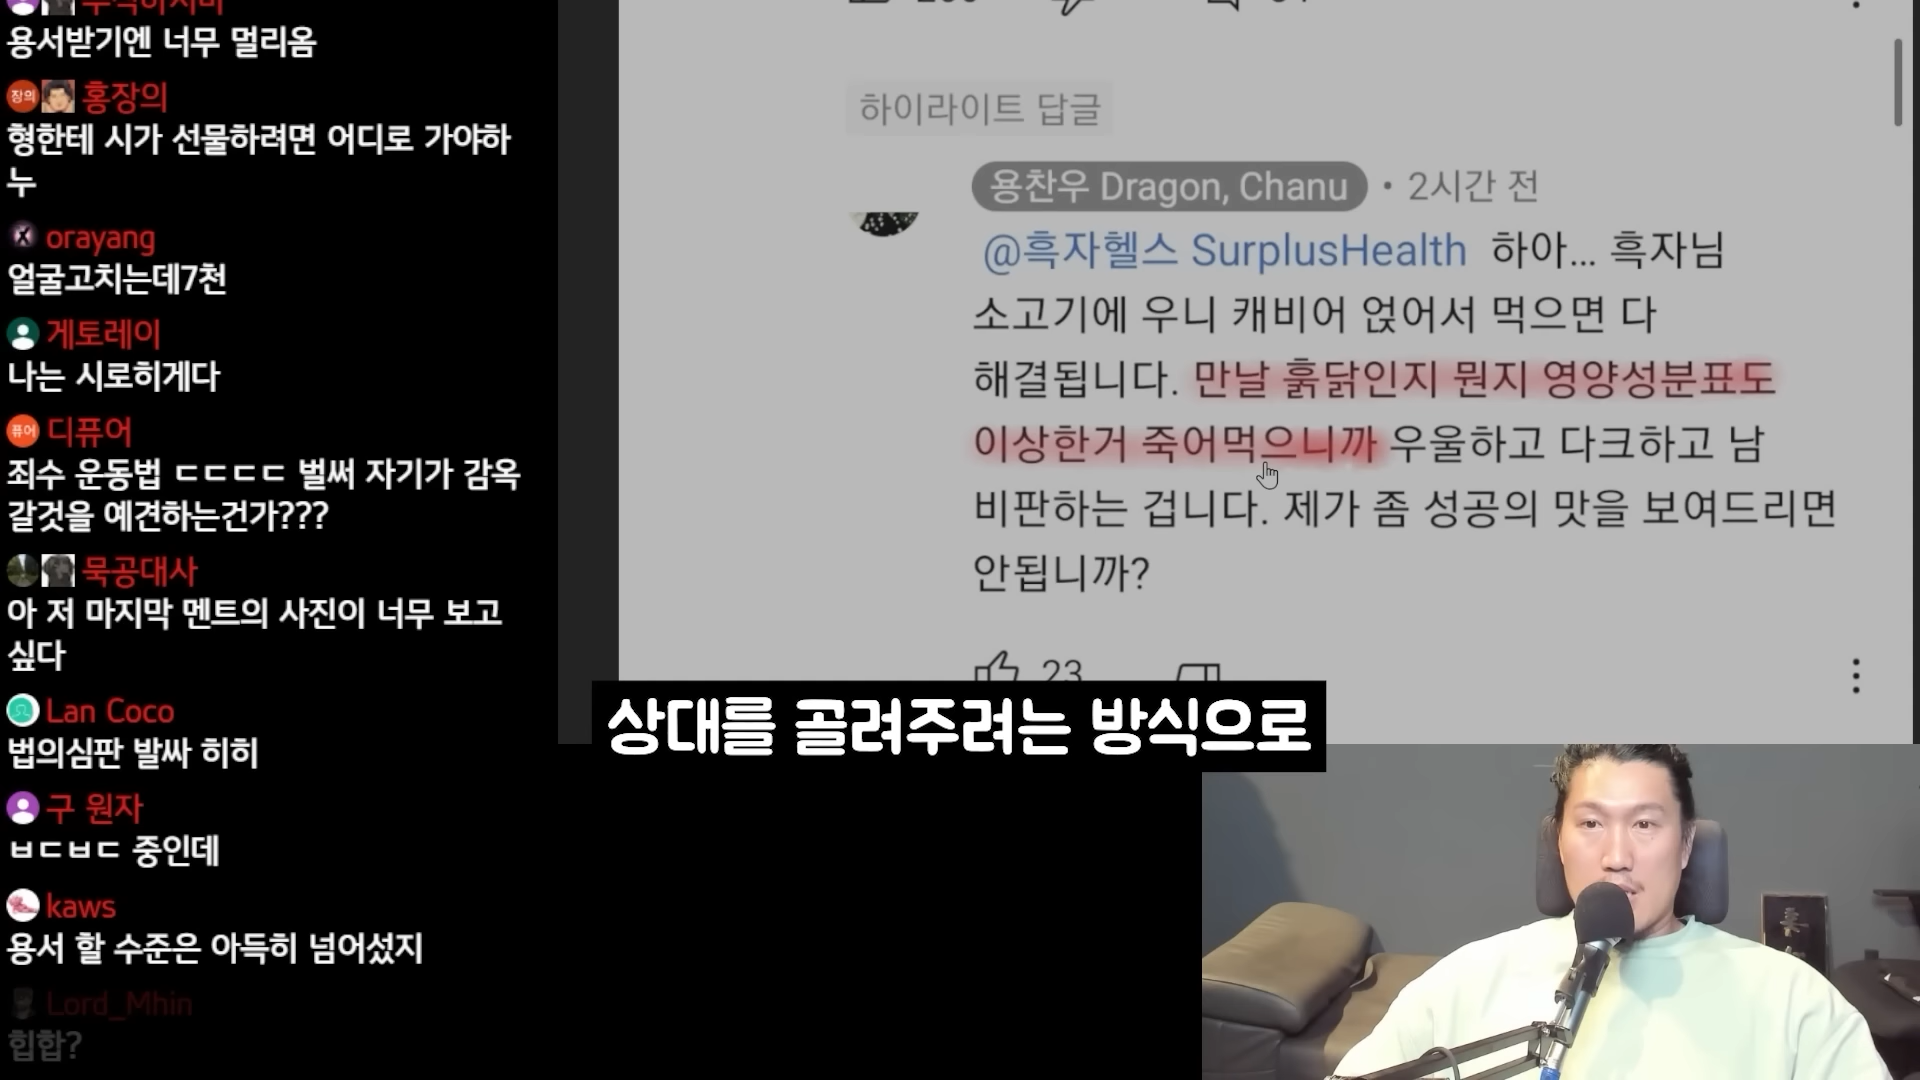 용서받기엔 너무 멀리옴
장의 홍장의
형한테 시가 선물하려면 어디로 가야하
누
orayang
얼굴고치는데7천
게토레이
나는 시로히게다
퓨어 디퓨어
죄수 운동법 ㄷㄷㄷㄷ 벌써 자기가 감옥
갈것을 예견하는건가???
묵공대사
아 저 마지막 멘트의 사진이 너무 보고
싶다
Lan Coco
법의심판 발싸 히히
구 원자
ㅂㄷㅂㄷ 중인데
kaws
용서 할 수준은 아득히 넘어섰지
Lord_Mhin
힙합?
하이라이트 답글
용찬우 Dragon, Chanu • 2시간 전
@흑자헬스 SurplusHealth 하아... 흑자님
소고기에 우니 캐비어 얹어서 먹으면 다
해결됩니다. 만날 훍닭인지 뭔지 영양성분표도
이상한거 죽어먹으니까 우울하고 다크하고 남
비판하는 겁니다. 제가 좀 성공의 맛을 보여드리면
안됩니까?
23
상대를 골려주려는 방식으로